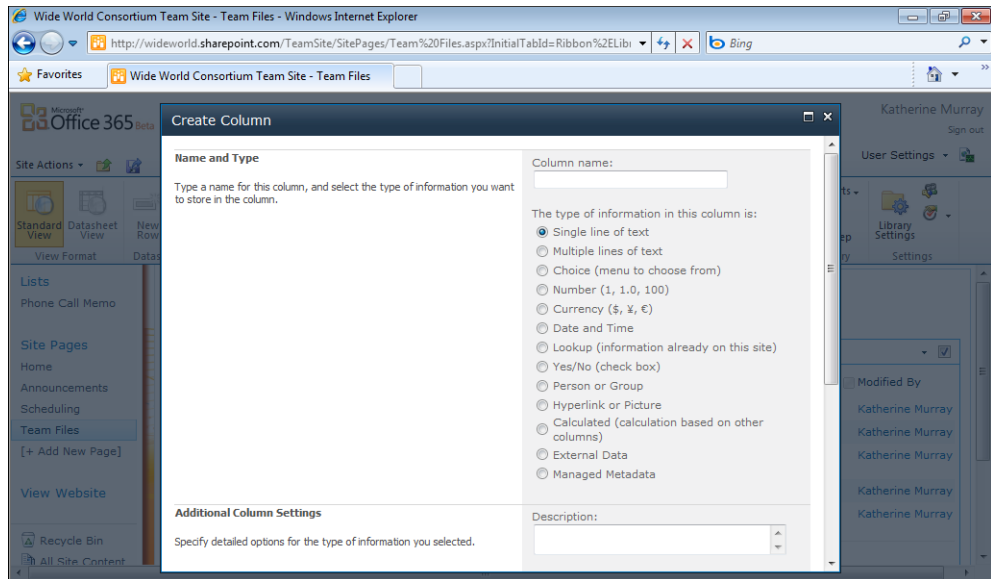 Wide World Consortium Team Site - Team Files - Windows Internet Explorer
http://wideworld.sharepoint.com/TeamSite/SitePages/Team%20Files.aspx?InitialTabId=Ribbon%2ELib
Bing
Favorites
Wide World Consortium Team Site - Team Files
Microsoft
Office 365 Beta
Katherine Murray
Sign out
Site Actions
User Settings
Create Column
Standard View
Datasheet View
New Row
View Format
Datas
Library Settings
Settings
Lists
Phone Call Memo
Site Pages
Home
Announcements
Scheduling
Team Files
[+ Add New Page]
View Website
Recycle Bin
All Site Content
Name and Type
Type a name for this column, and select the type of information you want
to store in the column.
Column name:
The type of information in this column is:
Single line of text
Multiple lines of text
Choice (menu to choose from)
Number (1, 1.0, 100)
Currency ($, ¥, €)
Date and Time
Lookup (information already on this site)
Yes/No (check box)
Person or Group
Hyperlink or Picture
Calculated (calculation based on other
columns)
External Data
Managed Metadata
Additional Column Settings
Specify detailed options for the type of information you selected.
Description:
Modified By
Katherine Murray
Katherine Murray
Katherine Murray
Katherine Murray
Katherine Murray